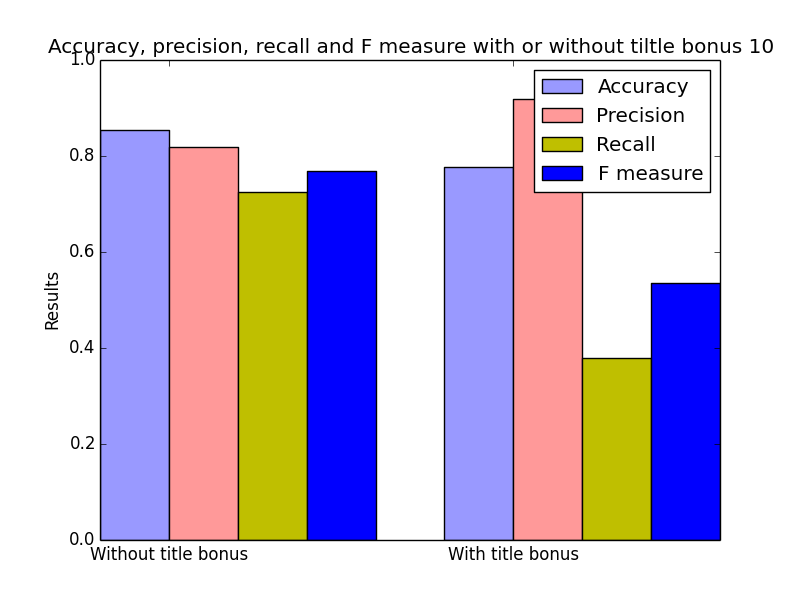 Accuracy, precision, recall and F measure with or without tiltle bonus 10
1.0
0.8
0.6
0.4
0.2
0.0
Results
Accuracy
Precision
Recall
F measure
Without title bonus
With title bonus